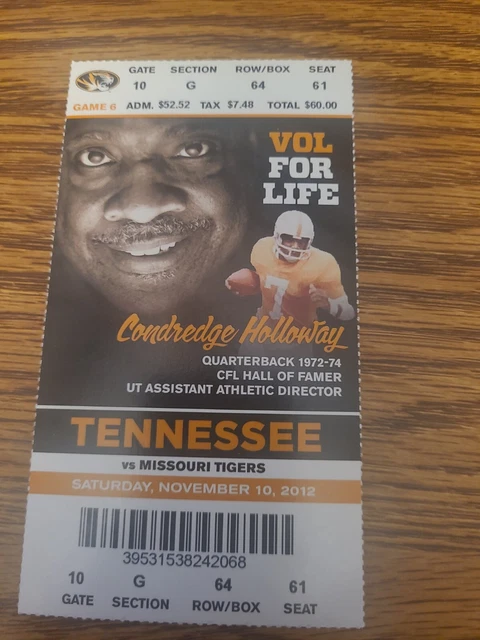 GATE SECTION ROW/BOX SEAT
10 G 64 61
GAME 6 ADM. $52.52 TAX $7.48 TOTAL $60.00
VOL
FOR
LIFE
7
Condredge Holloway
QUARTERBACK 1972-74
CFL HALL OF FAMER
UT ASSISTANT ATHLETIC DIRECTOR
TENNESSEE
vs MISSOURI TIGERS
SATURDAY, NOVEMBER 10, 2012
39531538242068
10 G 64 61
GATE SECTION ROW/BOX SEAT